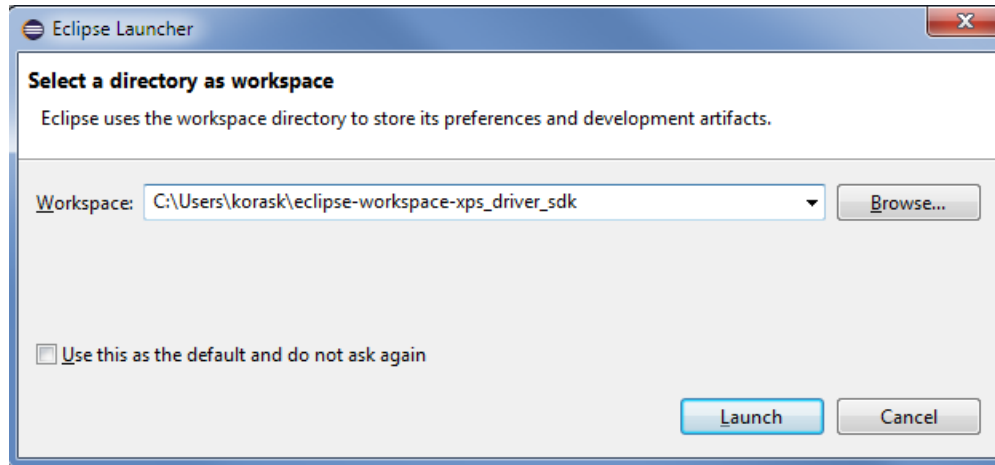 Eclipse Launcher
Select a directory as workspace
Eclipse uses the workspace directory to store its preferences and development artifacts.
Workspace: C:\Users\korask\eclipse-workspace-xps_driver_sdk Browse...
Use this as the default and do not ask again
Launch Cancel